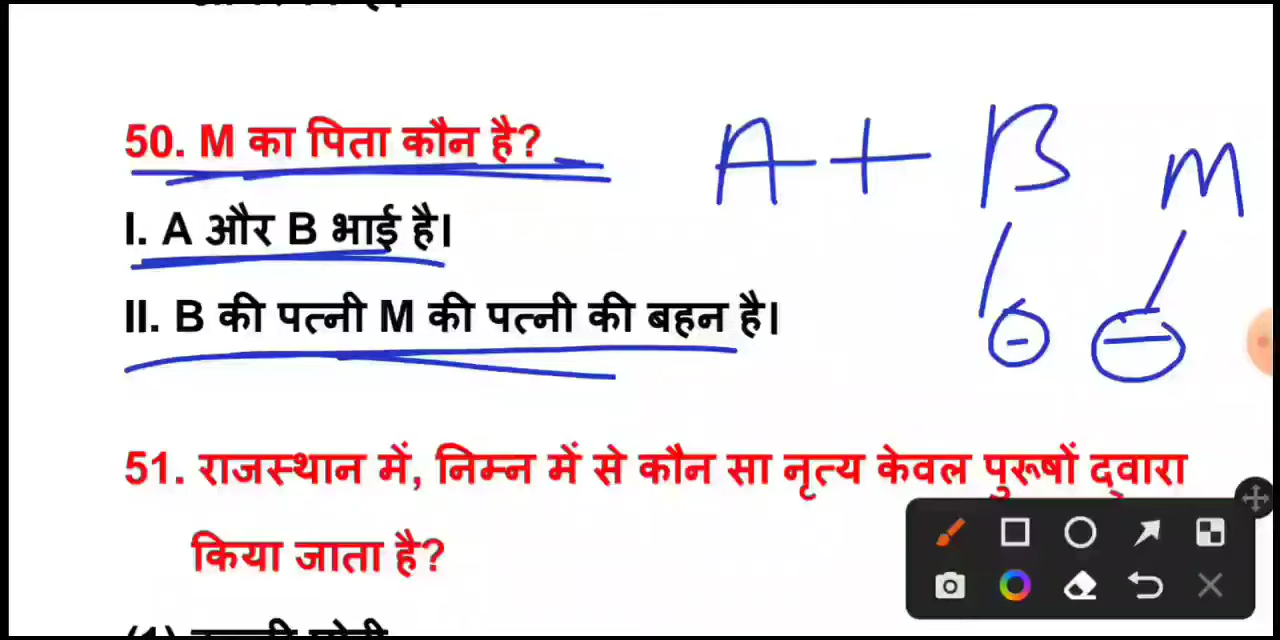 50. M का पिता कौन है?
A + B M
I. A और B भाई है।
II. B की पत्नी M की पत्नी की बहन है।
- -
51. राजस्थान में, निम्न में से कौन सा नृत्य केवल पुरूषों द्वारा
किया जाता है?